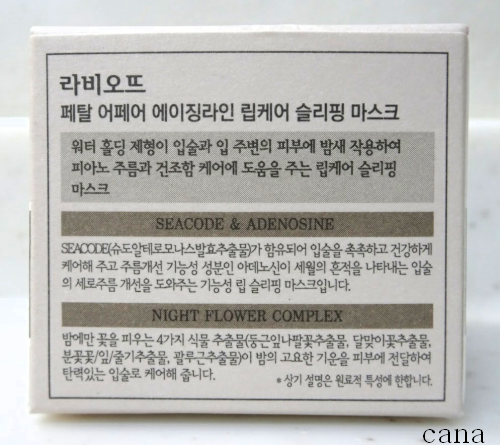 라비오뜨
페탈 어페어 에이징라인 립케어 슬리핑 마스크
워터 홀딩 제형이 입술과 입 주변의 피부에 밤새 작용하여
피아노 주름과 건조함 케어에 도움을 주는 립케어 슬리핑
마스크
SEACODE & ADENOSINE
SEACODE(슈도알테로모나스발효추출물)가 함유되어 입술을 촉촉하고 건강하게
케어해 주고 주름개선 기능성 성분인 아데노신이 세월의 흔적을 나타내는 입술
의 세로주름 개선을 도와주는 기능성 립 슬리핑 마스크입니다.
NIGHT FLOWER COMPLEX
밤에만 꽃을 피우는 4가지 식물 추출물(둥근잎나팔꽃추출물, 달맞이꽃추출물,
분꽃꽃/잎/줄기추출물, 괄루근추출물)이 밤의 고요한 기운을 피부에 전달하여
탄력있는 입술로 케어해 줍니다.
* 상기 설명은 원료적 특성에 한합니다.
cana